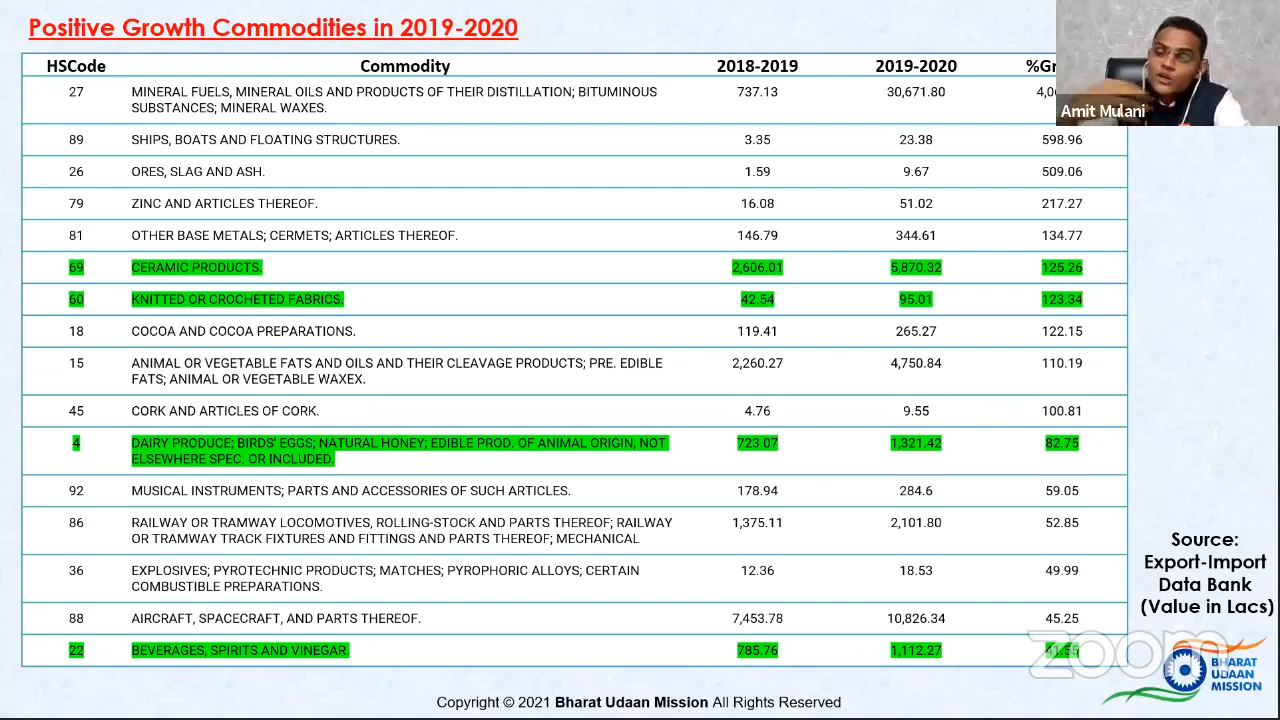 Positive Growth Commodities in 2019-2020
HSCode Commodity 2018-2019 2019-2020
27 MINERAL FUELS, MINERAL OILS AND PRODUCTS OF THEIR DISTILLATION; BITUMINOUS 737.13 30,671.80
SUBSTANCES; MINERAL WAXES.
Amit Mulani
89 SHIPS, BOATS AND FLOATING STRUCTURES. 3.35 23.38 598.96
26 ORES, SLAG AND ASH. 1.59 9.67 509.06
79 ZINC AND ARTICLES THEREOF. 16.08 51.02 217.27
81 OTHER BASE METALS; CERMETS; ARTICLES THEREOF. 146.79 344.61 134.77
69 CERAMIC PRODUCTS. 2,606.01 5,870.32 125.26
60 KNITTED OR CROCHETED FABRICS. 42.54 95.01 123.34
18 COCOA AND COCOA PREPARATIONS. 119.41 265.27 122.15
15 ANIMAL OR VEGETABLE FATS AND OILS AND THEIR CLEAVAGE PRODUCTS; PRE. EDIBLE 2,260.27 4,750.84 110.19
FATS; ANIMAL OR VEGETABLE WAXEX.
45 CORK AND ARTICLES OF CORK. 4.76 9.55 100.81
4 DAIRY PRODUCE; BIRDS' EGGS; NATURAL HONEY; EDIBLE PROD. OF ANIMAL ORIGIN, NOT 723.07 1,321.42 82.75
ELSEWHERE SPEC. OR INCLUDED.
92 MUSICAL INSTRUMENTS; PARTS AND ACCESSORIES OF SUCH ARTICLES. 178.94 284.6 59.05
86 RAILWAY OR TRAMWAY LOCOMOTIVES, ROLLING-STOCK AND PARTS THEREOF; RAILWAY 1,375.11 2,101.80 52.85
OR TRAMWAY TRACK FIXTURES AND FITTINGS AND PARTS THEREOF; MECHANICAL
36 EXPLOSIVES; PYROTECHNIC PRODUCTS; MATCHES; PYROPHORIC ALLOYS; CERTAIN 12.36 18.53 49.99
COMBUSTIBLE PREPARATIONS.
88 AIRCRAFT, SPACECRAFT, AND PARTS THEREOF. 7,453.78 10,826.34 45.25
22 BEVERAGES, SPIRITS AND VINEGAR. 785.76 1,112.27 41.55
Source:
Export-Import
Data Bank
(Value in Lacs)
zoom
BHARAT
UDAAN
MISSION
Copyright © 2021 Bharat Udaan Mission All Rights Reserved